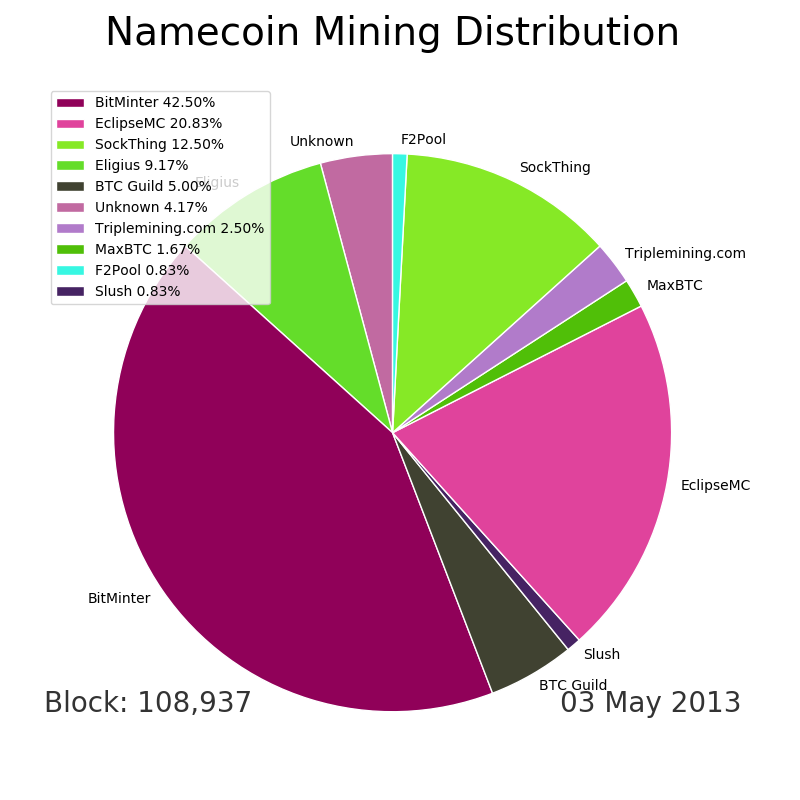 Namecoin Mining Distribution
BitMinter 42.50%
EclipseMC 20.83%
SockThing 12.50%
Eligius 9.17%
BTC Guild 5.00%
Unknown 4.17%
Triplemining.com 2.50%
MaxBTC 1.67%
F2Pool 0.83%
Slush 0.83%
Unknown
F2Pool
SockThing
Eligius
Triplemining.com
MaxBTC
EclipseMC
BitMinter
Slush
BTC Guild
Block: 108,937
03 May 2013